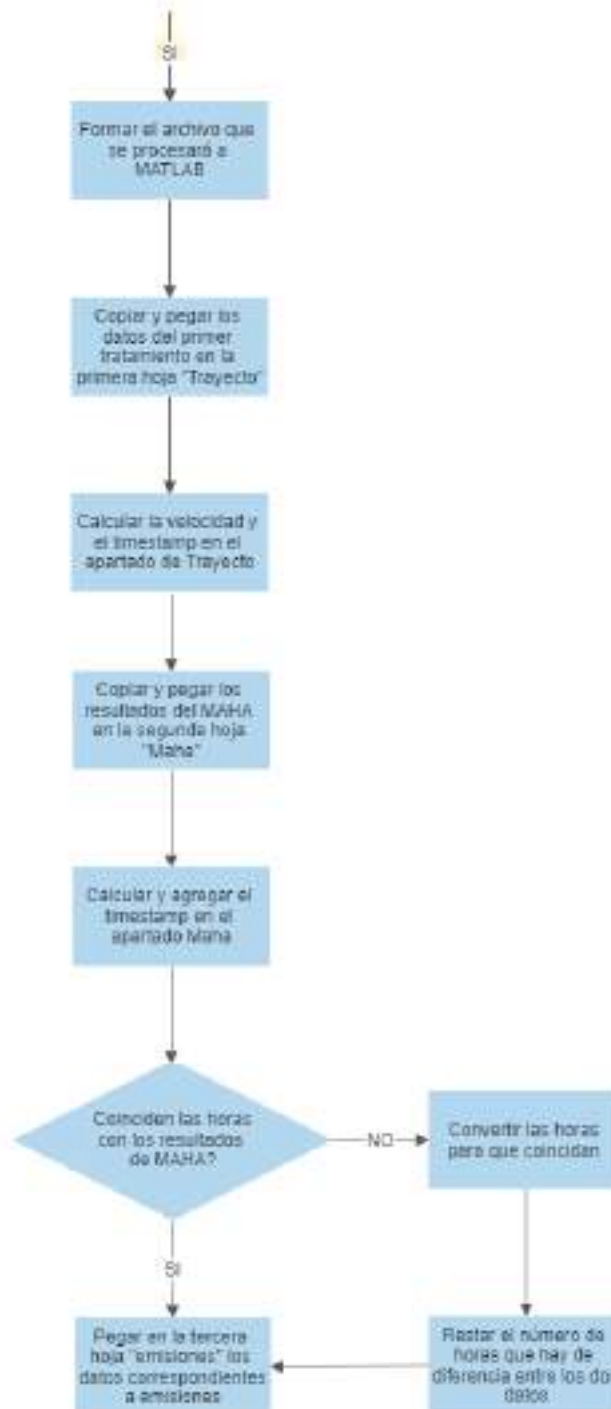 SI
Formar el archivo que
se procesará a
MATLAB
Copiar y pegar los
datos del primer
tratamiento en la
primera hoja "Trayecto"
Calcular la velocidad y
el timestamp en el
apartado de Trayecto
Copiar y pegar los
resultados del MAHA
en la segunda hoja
"Maha"
Calcular y agregar el
timestamp en el
apartado Maha
Coinciden las horas
con los resultados
de MAHA?
NO
Convertir las horas
para que coincidan
SI
Pegar en la tercera
hoja "emisiones" los
datos correspondientes
a emisiones
Restar el número de
horas que hay de
diferencia entre los dos
datos